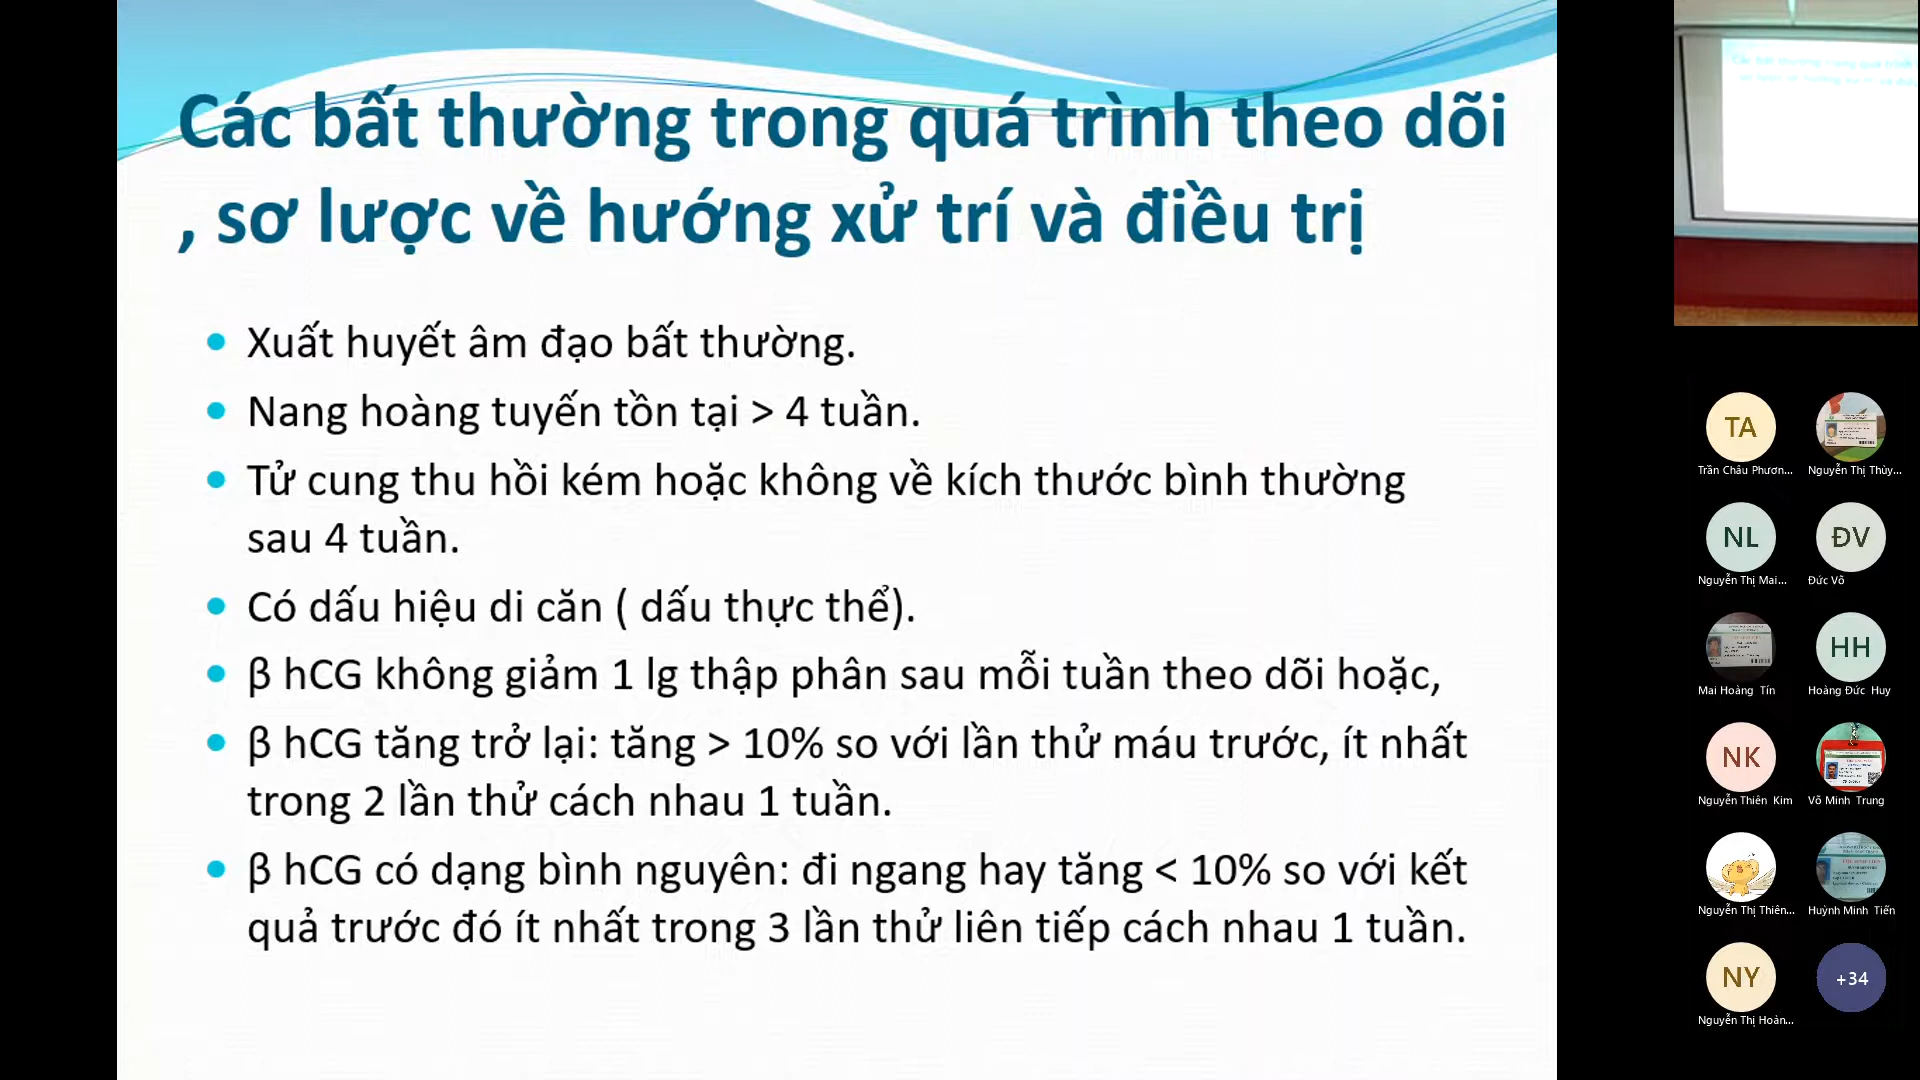 Các bất thường trong quá trình theo dõi
, sơ lược về hướng xử trí và điều trị
• Xuất huyết âm đạo bất thường.
• Nang hoàng tuyến tồn tại > 4 tuần.
• Tử cung thu hồi kém hoặc không về kích thước bình thường
sau 4 tuần.
• Có dấu hiệu di căn ( dấu thực thể).
• β hCG không giảm 1 lg thập phân sau mỗi tuần theo dõi hoặc,
• β hCG tăng trở lại: tăng > 10% so với lần thử máu trước, ít nhất
trong 2 lần thử cách nhau 1 tuần.
• β hCG có dạng bình nguyên: đi ngang hay tăng < 10% so với kết
quả trước đó ít nhất trong 3 lần thử liên tiếp cách nhau 1 tuần.
TA
Trần Châu Phươn...
Nguyễn Thị Thùy...
NL
ĐV
Nguyễn Thị Mai...
Đức Võ
HH
Mai Hoàng Tín
Hoàng Đức Huy
NK
Nguyễn Thiên Kim
Võ Minh Trung
Nguyễn Thị Thiên...
Huỳnh Minh Tiến
NY
+34
Nguyễn Thị Hoàn...